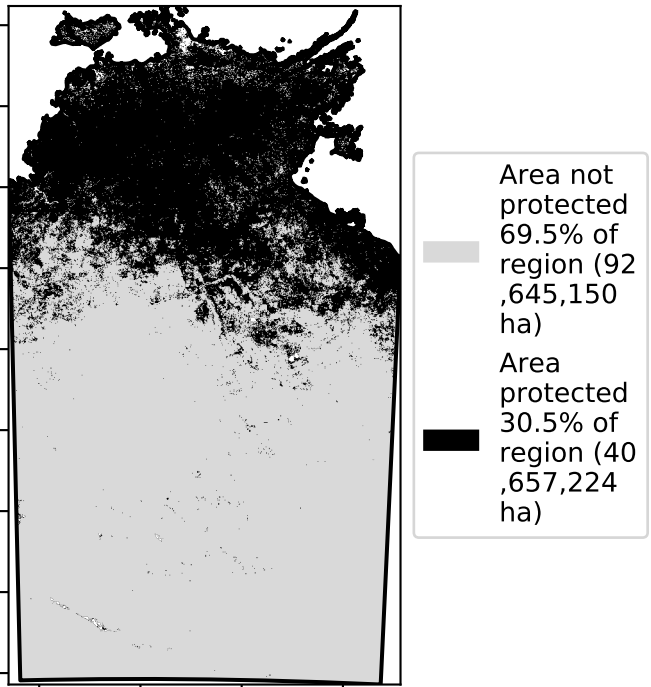 Area not
protected
69.5% of
region (92
,645,150
ha)
Area
protected
30.5% of
region (40
,657,224
ha)